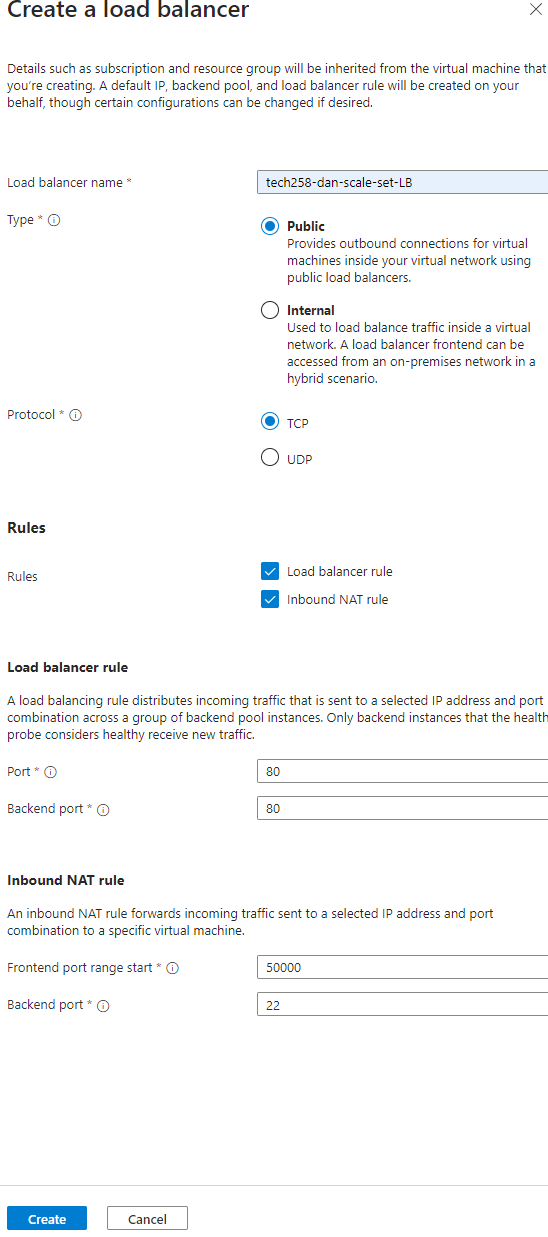 Create a load balancer
Details such as subscription and resource group will be inherited from the virtual machine that
you're creating. A default IP, backend pool, and load balancer rule will be created on your
behalf, though certain configurations can be changed if desired.
Load balancer name *
tech258-dan-scale-set-LB
Type *
Public
Provides outbound connections for virtual
machines inside your virtual network using
public load balancers.
Internal
Used to load balance traffic inside a virtual
network. A load balancer frontend can be
accessed from an on-premises network in a
hybrid scenario.
Protocol *
TCP
UDP
Rules
Rules
Load balancer rule
Inbound NAT rule
Load balancer rule
A load balancing rule distributes incoming traffic that is sent to a selected IP address and port
combination across a group of backend pool instances. Only backend instances that the health
probe considers healthy receive new traffic.
Port *
80
Backend port *
80
Inbound NAT rule
An inbound NAT rule forwards incoming traffic sent to a selected IP address and port
combination to a specific virtual machine.
Frontend port range start *
50000
Backend port *
22
Create
Cancel